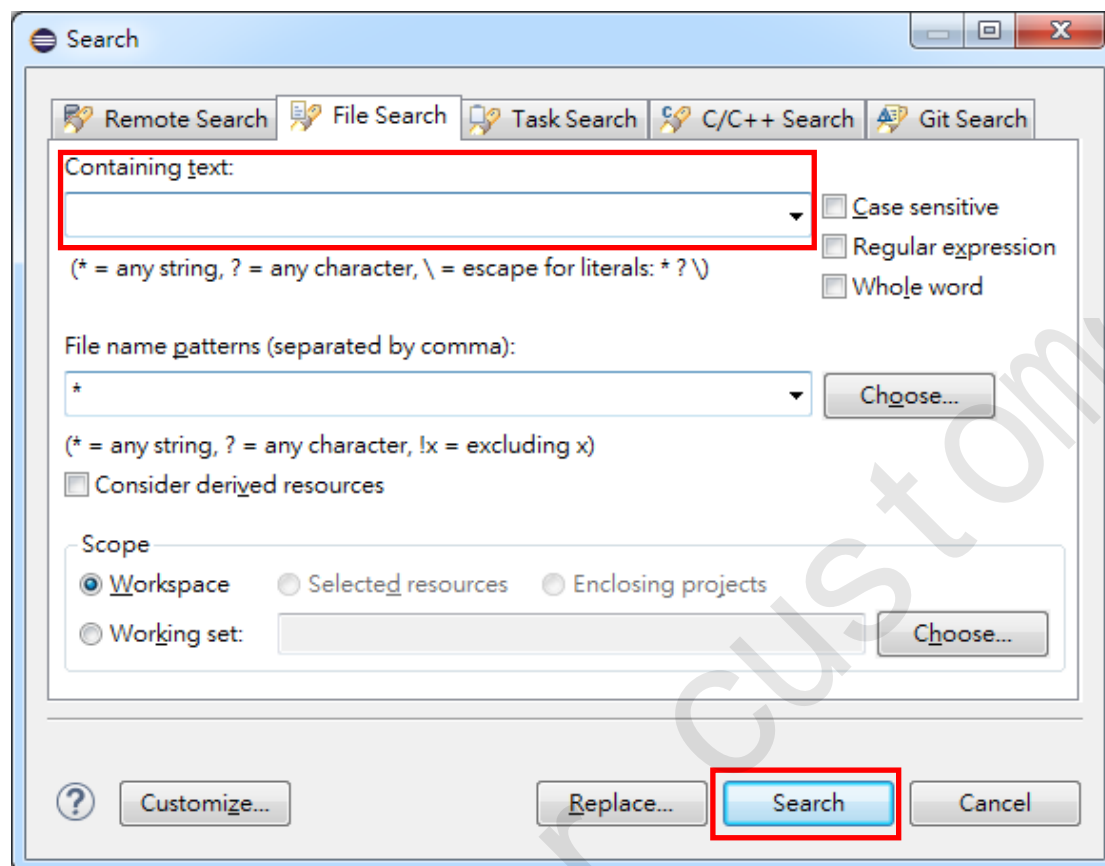 Search
Remote Search File Search Task Search C/C++ Search Git Search
Containing text:
Case sensitive
Regular expression
(* = any string, ? = any character, \ = escape for literals: * ? \)
Whole word
File name patterns (separated by comma):
*
Choose...
(* = any string, ? = any character, !x = excluding x)
Consider derived resources
Scope
Workspace Selected resources Enclosing projects
Working set: Choose...
Customize... Replace... Search Cancel